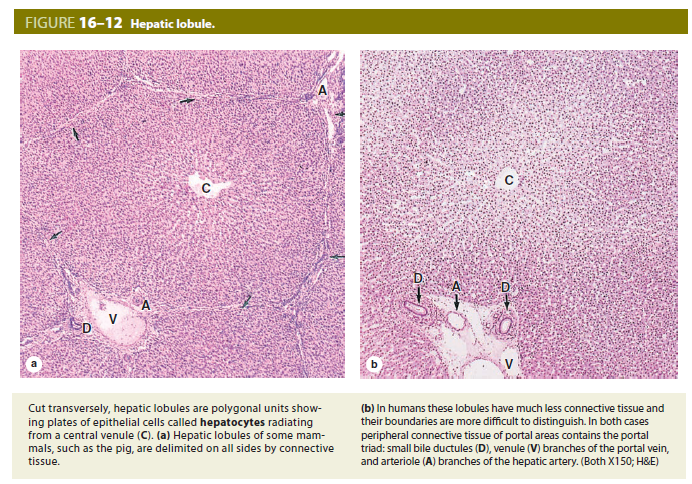 FIGURE 16–12 Hepatic lobule.
A
C
A
V
D
a
C
D
A
D
V
b
Cut transversely, hepatic lobules are polygonal units show-
ing plates of epithelial cells called hepatocytes radiating
from a central venule (C). (a) Hepatic lobules of some mam-
mals, such as the pig, are delimited on all sides by connective
tissue.
(b) In humans these lobules have much less connective tissue and
their boundaries are more difficult to distinguish. In both cases
peripheral connective tissue of portal areas contains the portal
triad: small bile ductules (D), venule (V) branches of the portal vein,
and arteriole (A) branches of the hepatic artery. (Both X150; H&E)